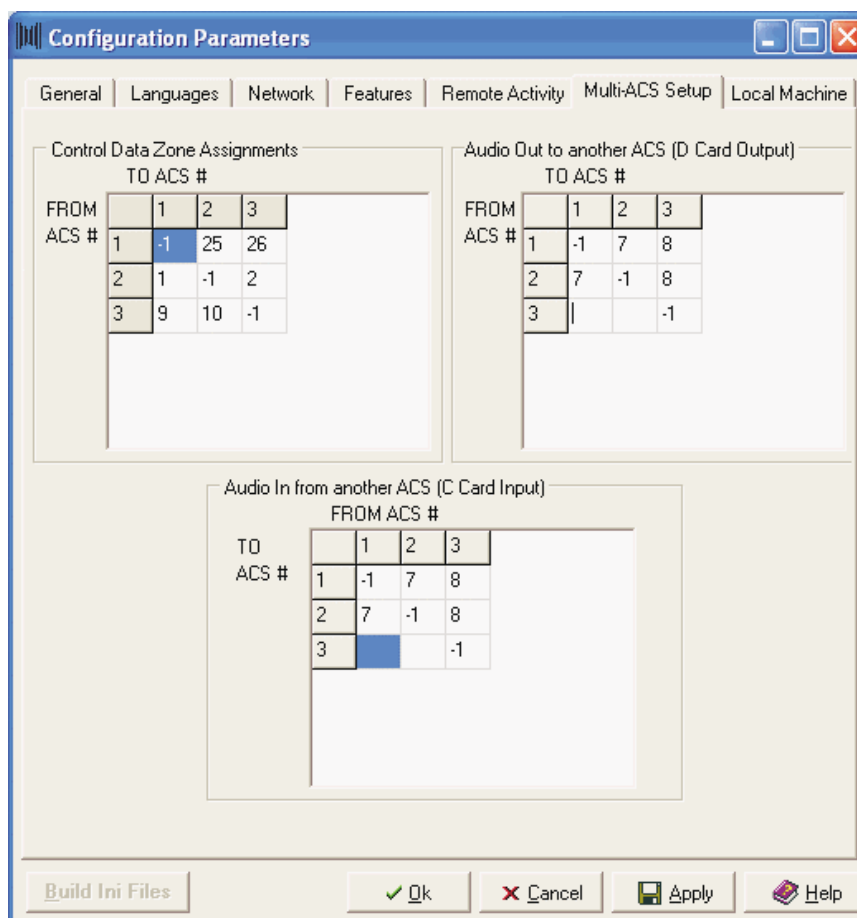 Configuration Parameters
General Languages Network Features Remote Activity Multi-ACS Setup Local Machine
Control Data Zone Assignments
TO ACS #
FROM
ACS #
1 2 3
1 -1 25 26
2 1 -1 2
3 9 10 -1
Audio Out to another ACS (D Card Output)
TO ACS #
FROM
ACS #
1 2 3
1 -1 7 8
2 7 -1 8
3 -1
Audio In from another ACS (C Card Input)
FROM ACS #
TO
ACS #
1 2 3
1 -1 7 8
2 7 -1 8
3 -1
Build Ini Files Ok Cancel Apply Help